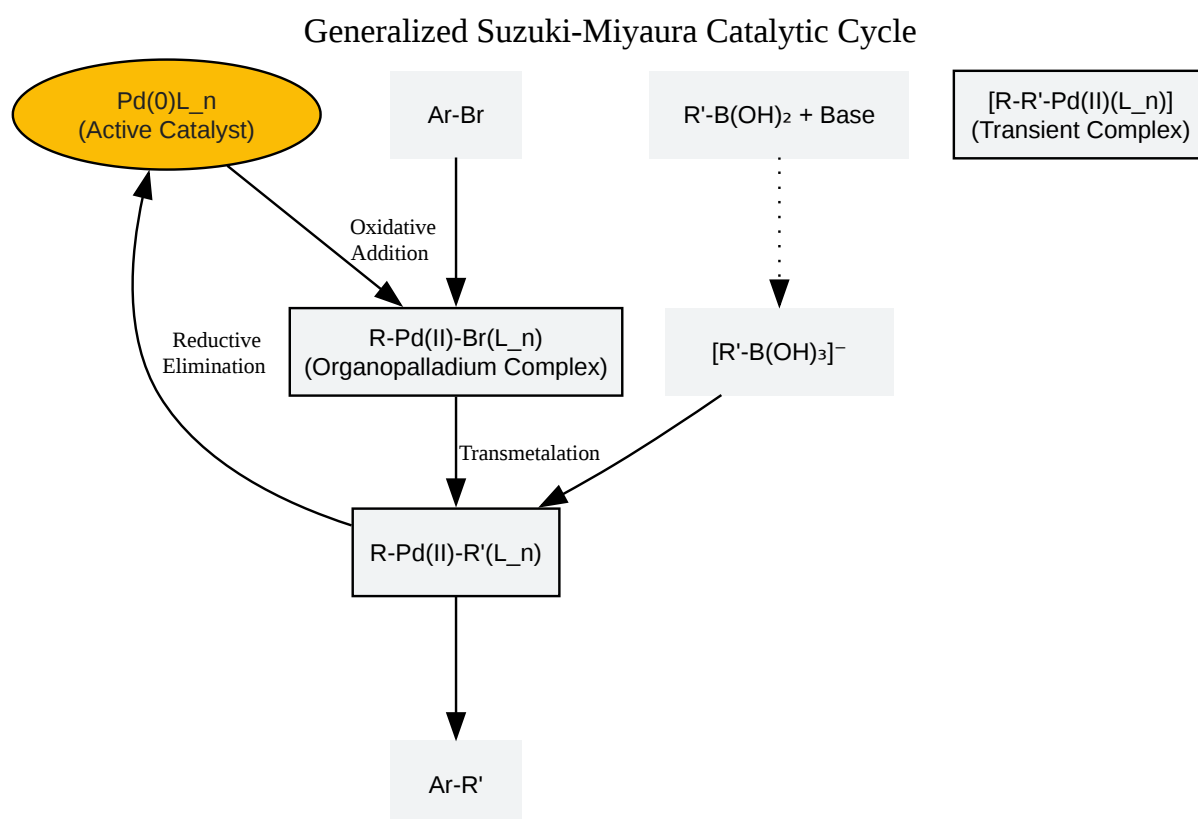 Generalized Suzuki-Miyaura Catalytic Cycle
Pd(0)L_n
(Active Catalyst)
Ar-Br
R'-B(OH)₂ + Base
[R-R'-Pd(II)(L_n)]
(Transient Complex)
Oxidative
Addition
Reductive
Elimination
R-Pd(II)-Br(L_n)
(Organopalladium Complex)
[R'-B(OH)₃]⁻
Transmetalation
R-Pd(II)-R'(L_n)
Ar-R'